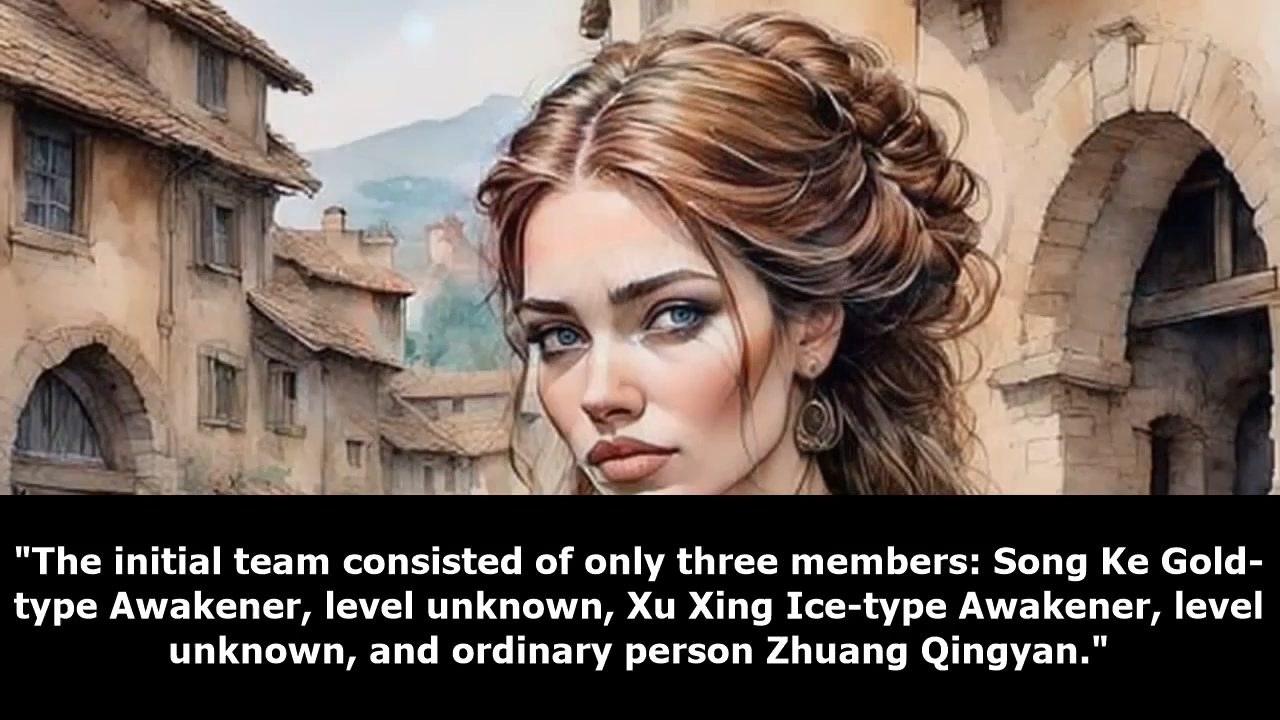 "The initial team consisted of only three members: Song Ke Gold-
type Awakener, level unknown, Xu Xing Ice-type Awakener, level
unknown, and ordinary person Zhuang Qingyan."